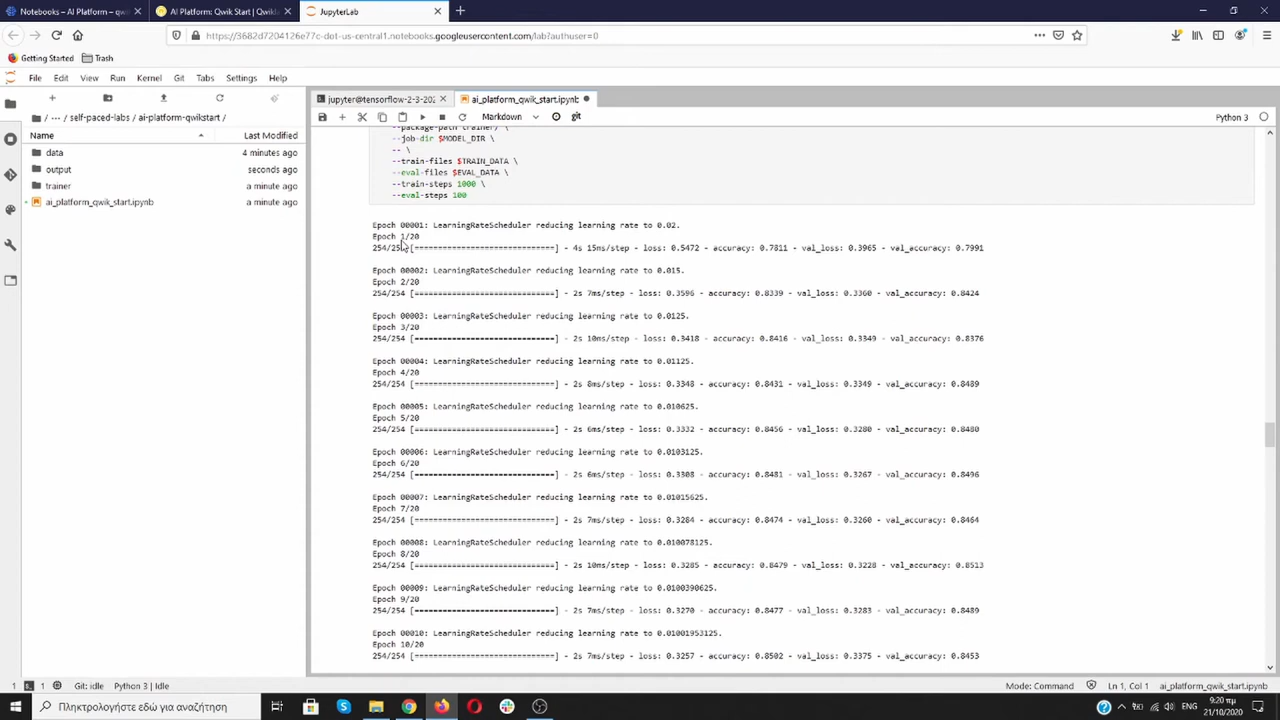 Notebooks – AI Platform – qwik
AI Platform: Qwik Start | Qwikla
JupyterLab
https://3682d7204126e77c-dot-us-central1.notebooks.googleusercontent.com/lab?authuser=0
Getting Started
Trash
File Edit View Run Kernel Git Tabs Settings Help
jupyter@tensorflow-2-3-202
ai_platform_qwik_start.ipynb
Markdown
git
Python 3
/ ··· / self-paced-labs / ai-platform-qwikstart /
Name Last Modified
data 4 minutes ago
output seconds ago
trainer a minute ago
ai_platform_qwik_start.ipynb a minute ago
--package-path trainer/ \
--job-dir $MODEL_DIR \
-- \
--train-files $TRAIN_DATA \
--eval-files $EVAL_DATA \
--train-steps 1000 \
--eval-steps 100
Epoch 00001: LearningRateScheduler reducing learning rate to 0.02.
Epoch 1/20
254/254 [==============================] - 4s 15ms/step - loss: 0.5472 - accuracy: 0.7811 - val_loss: 0.3965 - val_accuracy: 0.7991
Epoch 00002: LearningRateScheduler reducing learning rate to 0.015.
Epoch 2/20
254/254 [==============================] - 2s 7ms/step - loss: 0.3596 - accuracy: 0.8339 - val_loss: 0.3360 - val_accuracy: 0.8424
Epoch 00003: LearningRateScheduler reducing learning rate to 0.0125.
Epoch 3/20
254/254 [==============================] - 2s 10ms/step - loss: 0.3418 - accuracy: 0.8416 - val_loss: 0.3349 - val_accuracy: 0.8376
Epoch 00004: LearningRateScheduler reducing learning rate to 0.01125.
Epoch 4/20
254/254 [==============================] - 2s 8ms/step - loss: 0.3348 - accuracy: 0.8431 - val_loss: 0.3349 - val_accuracy: 0.8489
Epoch 00005: LearningRateScheduler reducing learning rate to 0.010625.
Epoch 5/20
254/254 [==============================] - 2s 6ms/step - loss: 0.3332 - accuracy: 0.8456 - val_loss: 0.3280 - val_accuracy: 0.8480
Epoch 00006: LearningRateScheduler reducing learning rate to 0.0103125.
Epoch 6/20
254/254 [==============================] - 2s 6ms/step - loss: 0.3308 - accuracy: 0.8481 - val_loss: 0.3267 - val_accuracy: 0.8496
Epoch 00007: LearningRateScheduler reducing learning rate to 0.01015625.
Epoch 7/20
254/254 [==============================] - 2s 7ms/step - loss: 0.3284 - accuracy: 0.8474 - val_loss: 0.3260 - val_accuracy: 0.8464
Epoch 00008: LearningRateScheduler reducing learning rate to 0.010078125.
Epoch 8/20
254/254 [==============================] - 2s 10ms/step - loss: 0.3285 - accuracy: 0.8479 - val_loss: 0.3228 - val_accuracy: 0.8513
Epoch 00009: LearningRateScheduler reducing learning rate to 0.0100390625.
Epoch 9/20
254/254 [==============================] - 2s 7ms/step - loss: 0.3270 - accuracy: 0.8477 - val_loss: 0.3283 - val_accuracy: 0.8489
Epoch 00010: LearningRateScheduler reducing learning rate to 0.01001953125.
Epoch 10/20
254/254 [==============================] - 2s 7ms/step - loss: 0.3257 - accuracy: 0.8502 - val_loss: 0.3375 - val_accuracy: 0.8453
1 1 Git: idle Python 3 | Idle Mode: Command Ln 1, Col 1 ai_platform_qwik_start.ipynb
Πληκτρολογήστε εδώ για αναζήτηση
ENG
9:20 πμ
21/10/2020